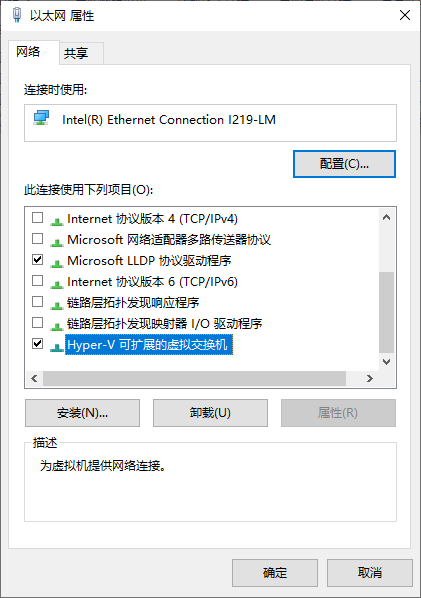 以太网 属性
网络
共享
连接时使用:
Intel(R) Ethernet Connection I219-LM
配置(C)...
此连接使用下列项目(O):
Internet 协议版本 4 (TCP/IPv4)
Microsoft 网络适配器多路传送器协议
Microsoft LLDP 协议驱动程序
Internet 协议版本 6 (TCP/IPv6)
链路层拓扑发现响应程序
链路层拓扑发现映射器 I/O 驱动程序
Hyper-V 可扩展的虚拟交换机
安装(N)...
卸载(U)
属性(R)
描述
为虚拟机提供网络连接。
确定
取消